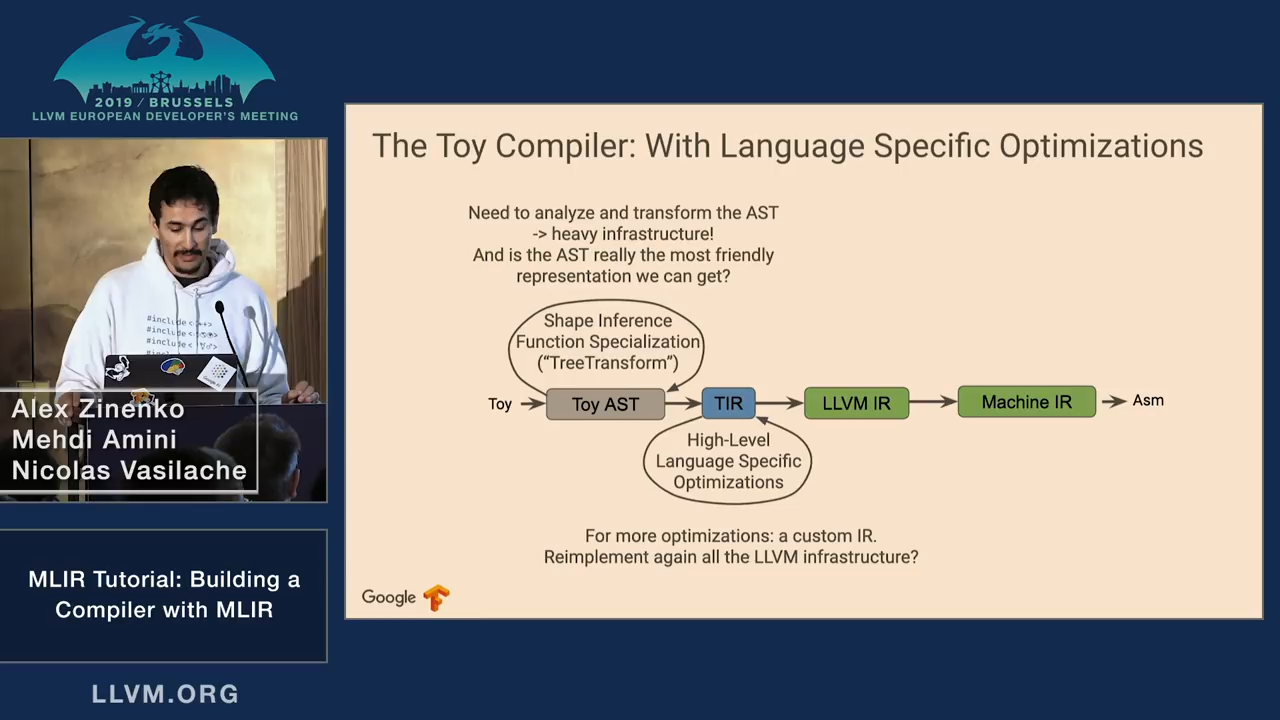 2019 / BRUSSELS
LLVM EUROPEAN DEVELOPER'S MEETING
The Toy Compiler: With Language Specific Optimizations
Need to analyze and transform the AST
-> heavy infrastructure!
And is the AST really the most friendly
representation we can get?
Shape Inference
Function Specialization
("TreeTransform")
Toy
Toy AST
TIR
LLVM IR
Machine IR
Asm
High-Level
Language Specific
Optimizations
For more optimizations: a custom IR.
Reimplement again all the LLVM infrastructure?
Google
#include
#include
#include
Alex Zinenko
Mehdi Amini
Nicolas Vasilache
MLIR Tutorial: Building a
Compiler with MLIR
LLVM.ORG